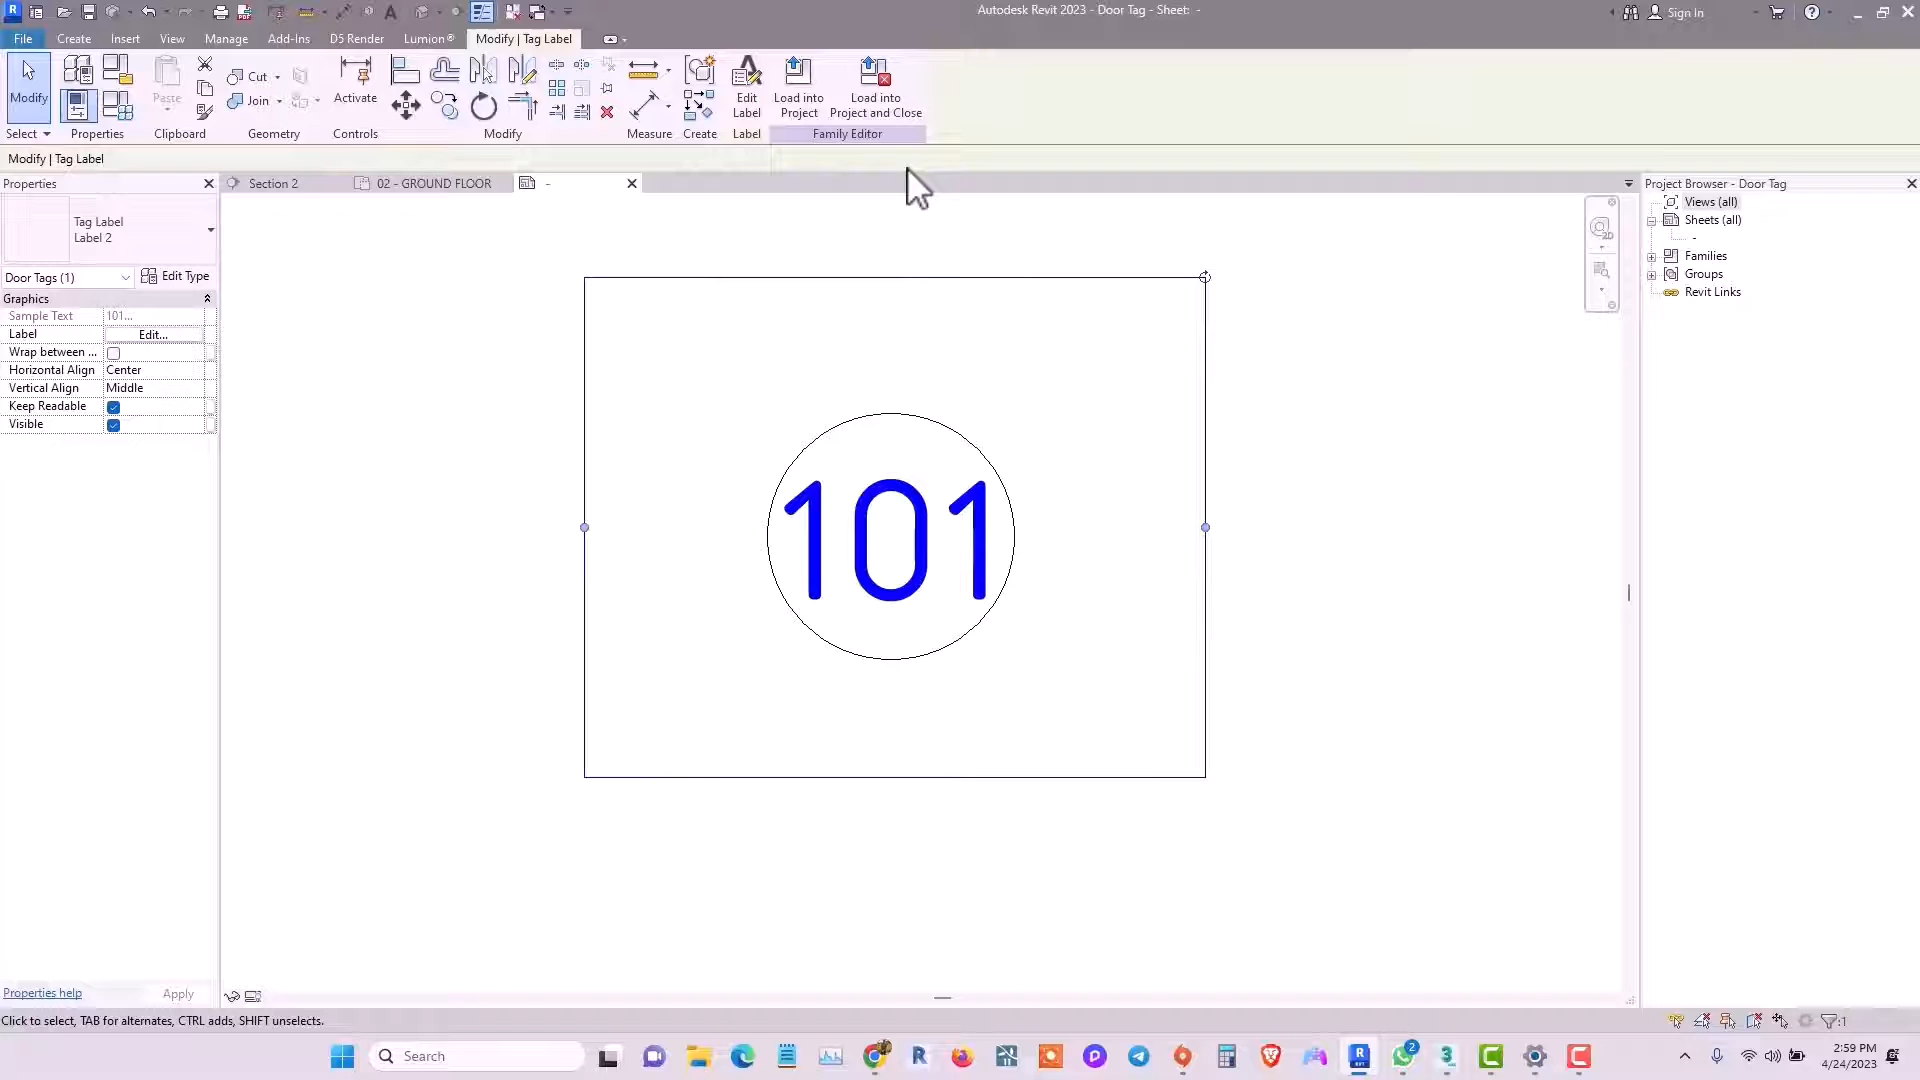 Autodesk Revit 2023 - Door Tag - Sheet: -
Sign In
File
Create
Insert
View
Manage
Add-Ins
D5 Render
Lumion®
Modify | Tag Label
Modify
Paste
Cut
Join
Activate
Edit Label
Load into Project
Load into Project and Close
Select
Properties
Clipboard
Geometry
Controls
Modify
Measure
Create
Label
Family Editor
Modify | Tag Label
Properties
Section 2
02 - GROUND FLOOR
-
Project Browser - Door Tag
Tag Label
Label 2
Door Tags (1)
Edit Type
Graphics
Sample Text
101...
Label
Edit...
Wrap between ...
Horizontal Align
Center
Vertical Align
Middle
Keep Readable
Visible
101
2D
Views (all)
Sheets (all)
-
Families
Groups
Revit Links
Properties help
Apply
Click to select, TAB for alternates, CTRL adds, SHIFT unselects.
:1
Search
2
2:59 PM
4/24/2023